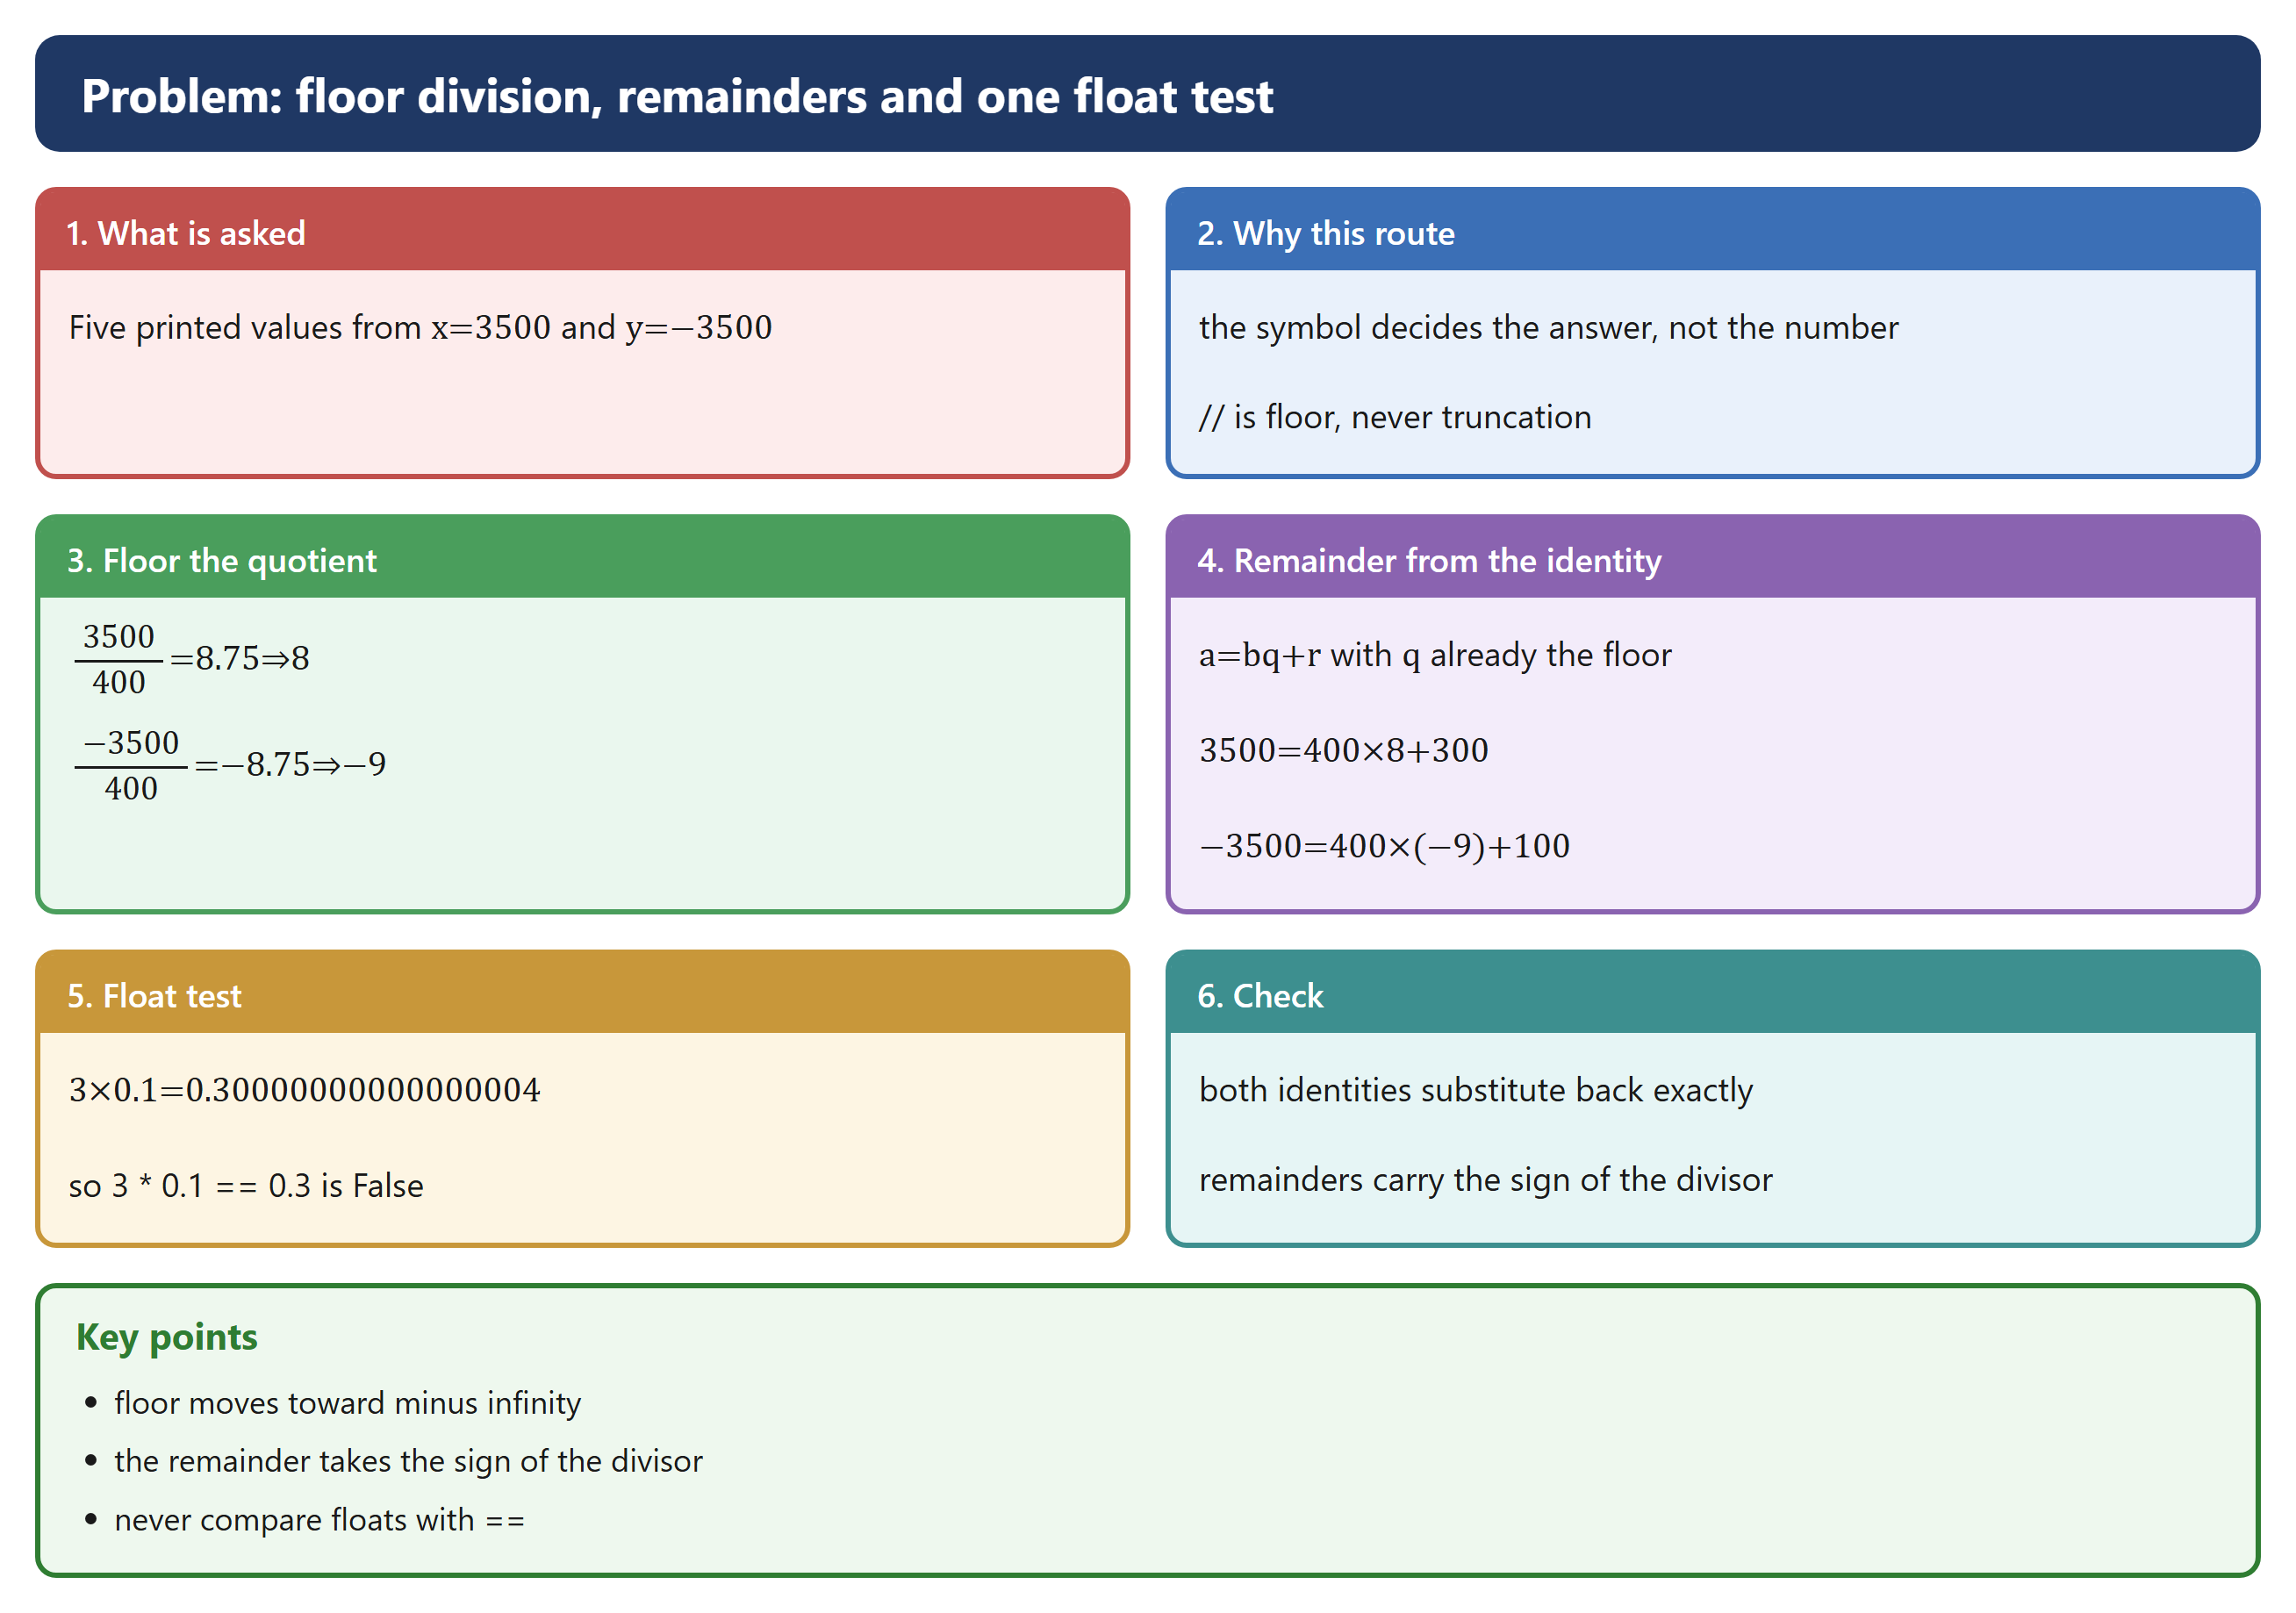 Problem: floor division, remainders and one float test
1. What is asked
Five printed values from x=3500 and y=−3500
2. Why this route
the symbol decides the answer, not the number
// is floor, never truncation
3. Floor the quotient
3500/400=8.75⇒8
−3500/400=−8.75⇒−9
4. Remainder from the identity
a=bq+r with q already the floor
3500=400×8+300
−3500=400×(−9)+100
5. Float test
3×0.1=0.30000000000000004
so 3 * 0.1 == 0.3 is False
6. Check
both identities substitute back exactly
remainders carry the sign of the divisor
Key points
• floor moves toward minus infinity
• the remainder takes the sign of the divisor
• never compare floats with ==